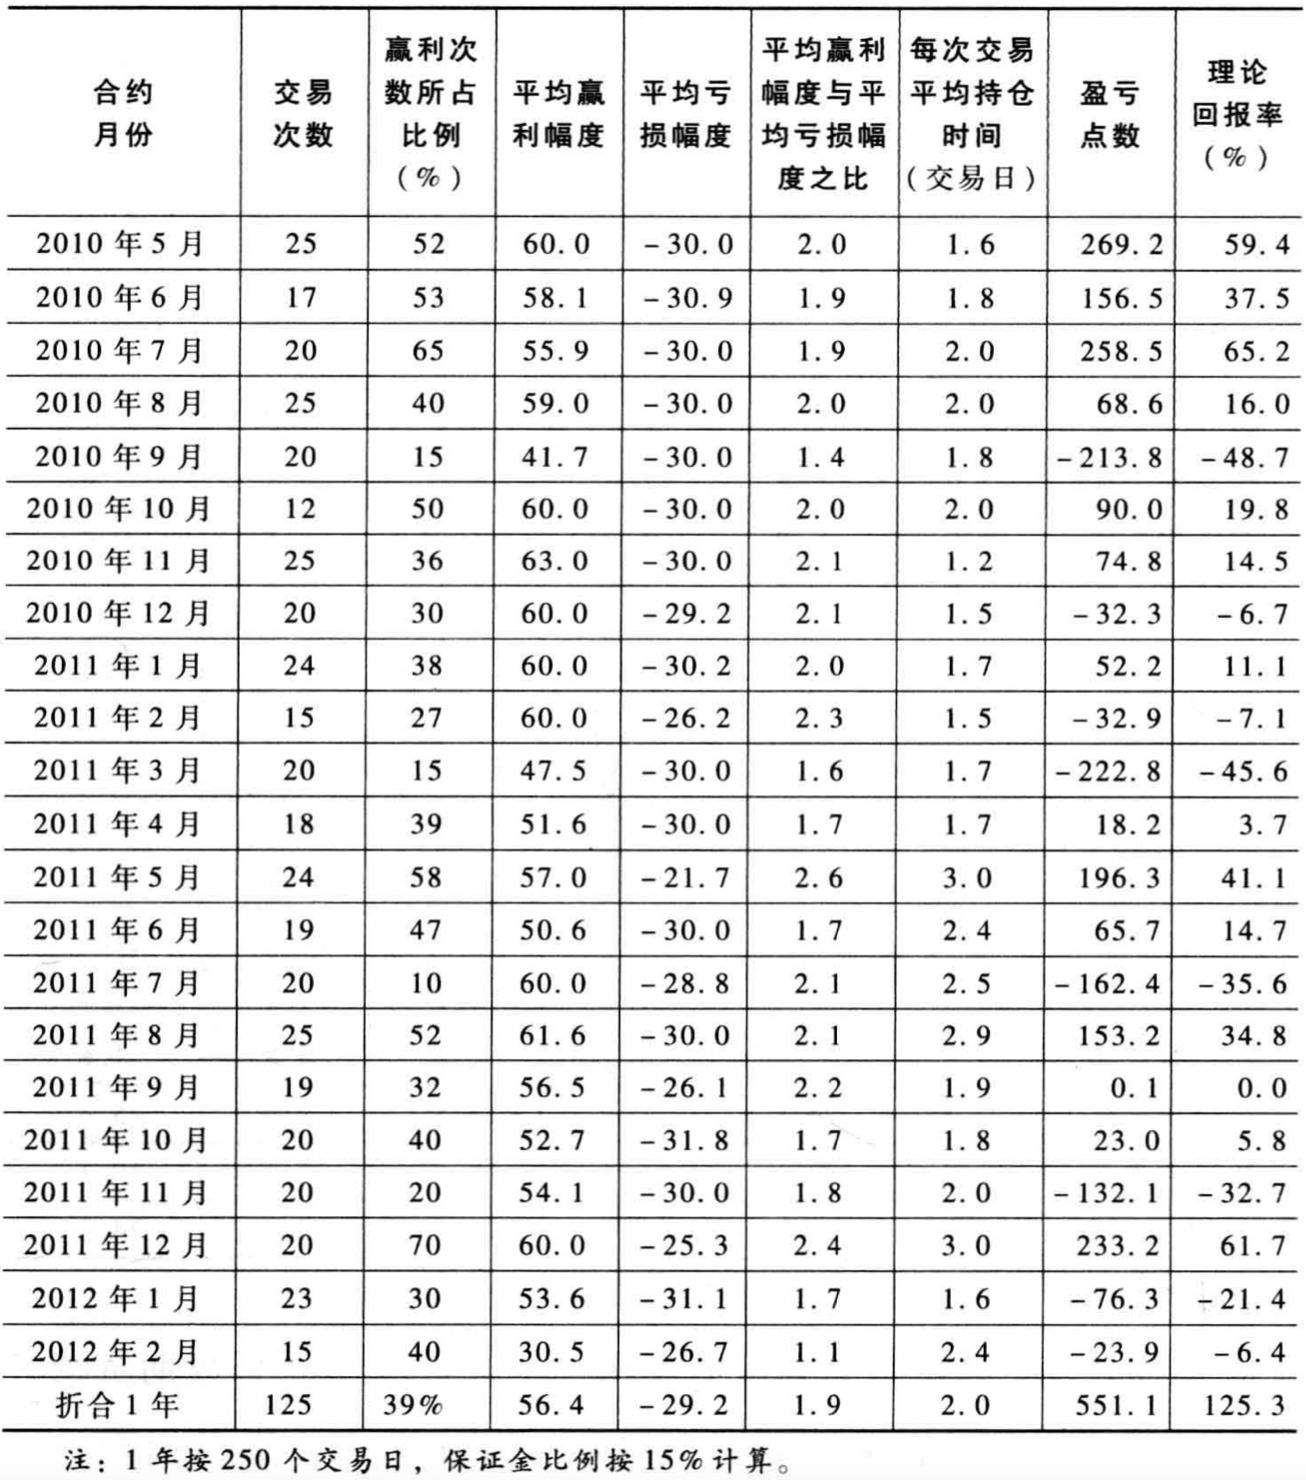 合约月份 交易次数 赢利次数所占比例(%) 平均赢利幅度 平均亏损幅度 平均赢利幅度与平均亏损幅度之比 每次交易平均持仓时间(交易日) 盈亏点数 理论回报率(%)
2010年5月 25 52 60.0 -30.0 2.0 1.6 269.2 59.4
2010年6月 17 53 58.1 -30.9 1.9 1.8 156.5 37.5
2010年7月 20 65 55.9 -30.0 1.9 2.0 258.5 65.2
2010年8月 25 40 59.0 -30.0 2.0 2.0 68.6 16.0
2010年9月 20 15 41.7 -30.0 1.4 1.8 -213.8 -48.7
2010年10月 12 50 60.0 -30.0 2.0 2.0 90.0 19.8
2010年11月 25 36 63.0 -30.0 2.1 1.2 74.8 14.5
2010年12月 20 30 60.0 -29.2 2.1 1.5 -32.3 -6.7
2011年1月 24 38 60.0 -30.2 2.0 1.7 52.2 11.1
2011年2月 15 27 60.0 -26.2 2.3 1.5 -32.9 -7.1
2011年3月 20 15 47.5 -30.0 1.6 1.7 -222.8 -45.6
2011年4月 18 39 51.6 -30.0 1.7 1.7 18.2 3.7
2011年5月 24 58 57.0 -21.7 2.6 3.0 196.3 41.1
2011年6月 19 47 50.6 -30.0 1.7 2.4 65.7 14.7
2011年7月 20 10 60.0 -28.8 2.1 2.5 -162.4 -35.6
2011年8月 25 52 61.6 -30.0 2.1 2.9 153.2 34.8
2011年9月 19 32 56.5 -26.1 2.2 1.9 0.1 0.0
2011年10月 20 40 52.7 -31.8 1.7 1.8 23.0 5.8
2011年11月 20 20 54.1 -30.0 1.8 2.0 -132.1 -32.7
2011年12月 20 70 60.0 -25.3 2.4 3.0 233.2 61.7
2012年1月 23 30 53.6 -31.1 1.7 1.6 -76.3 -21.4
2012年2月 15 40 30.5 -26.7 1.1 2.4 -23.9 -6.4
折合1年 125 39% 56.4 -29.2 1.9 2.0 551.1 125.3
注：1年按250个交易日，保证金比例按15%计算。